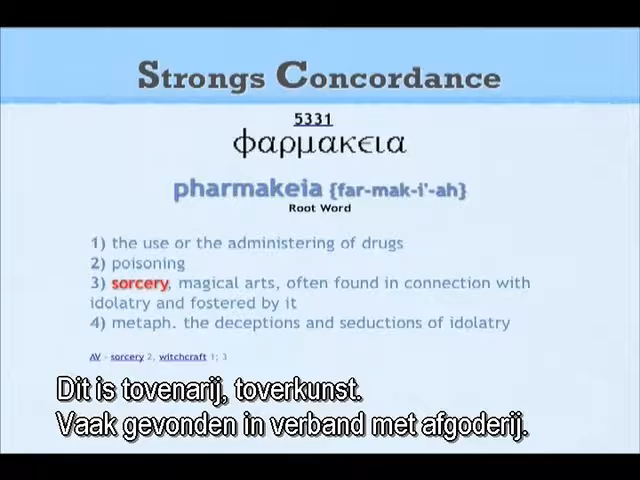 Strongs Concordance
5331
φαρμακεια
pharmakeia {far-mak-i'-ah}
Root Word
1) the use or the administering of drugs
2) poisoning
3) sorcery, magical arts, often found in connection with
idolatry and fostered by it
4) metaph. the deceptions and seductions of idolatry
AV - sorcery 2, witchcraft 1; 3
Dit is tovenarij, toverkunst.
Vaak gevonden in verband met afgoderij.